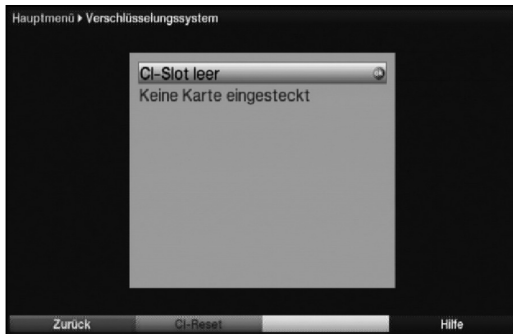 Hauptmenü ▸ Verschlüsselungssystem
CI-Slot leer
Keine Karte eingesteckt
Zurück CI-Reset Hilfe